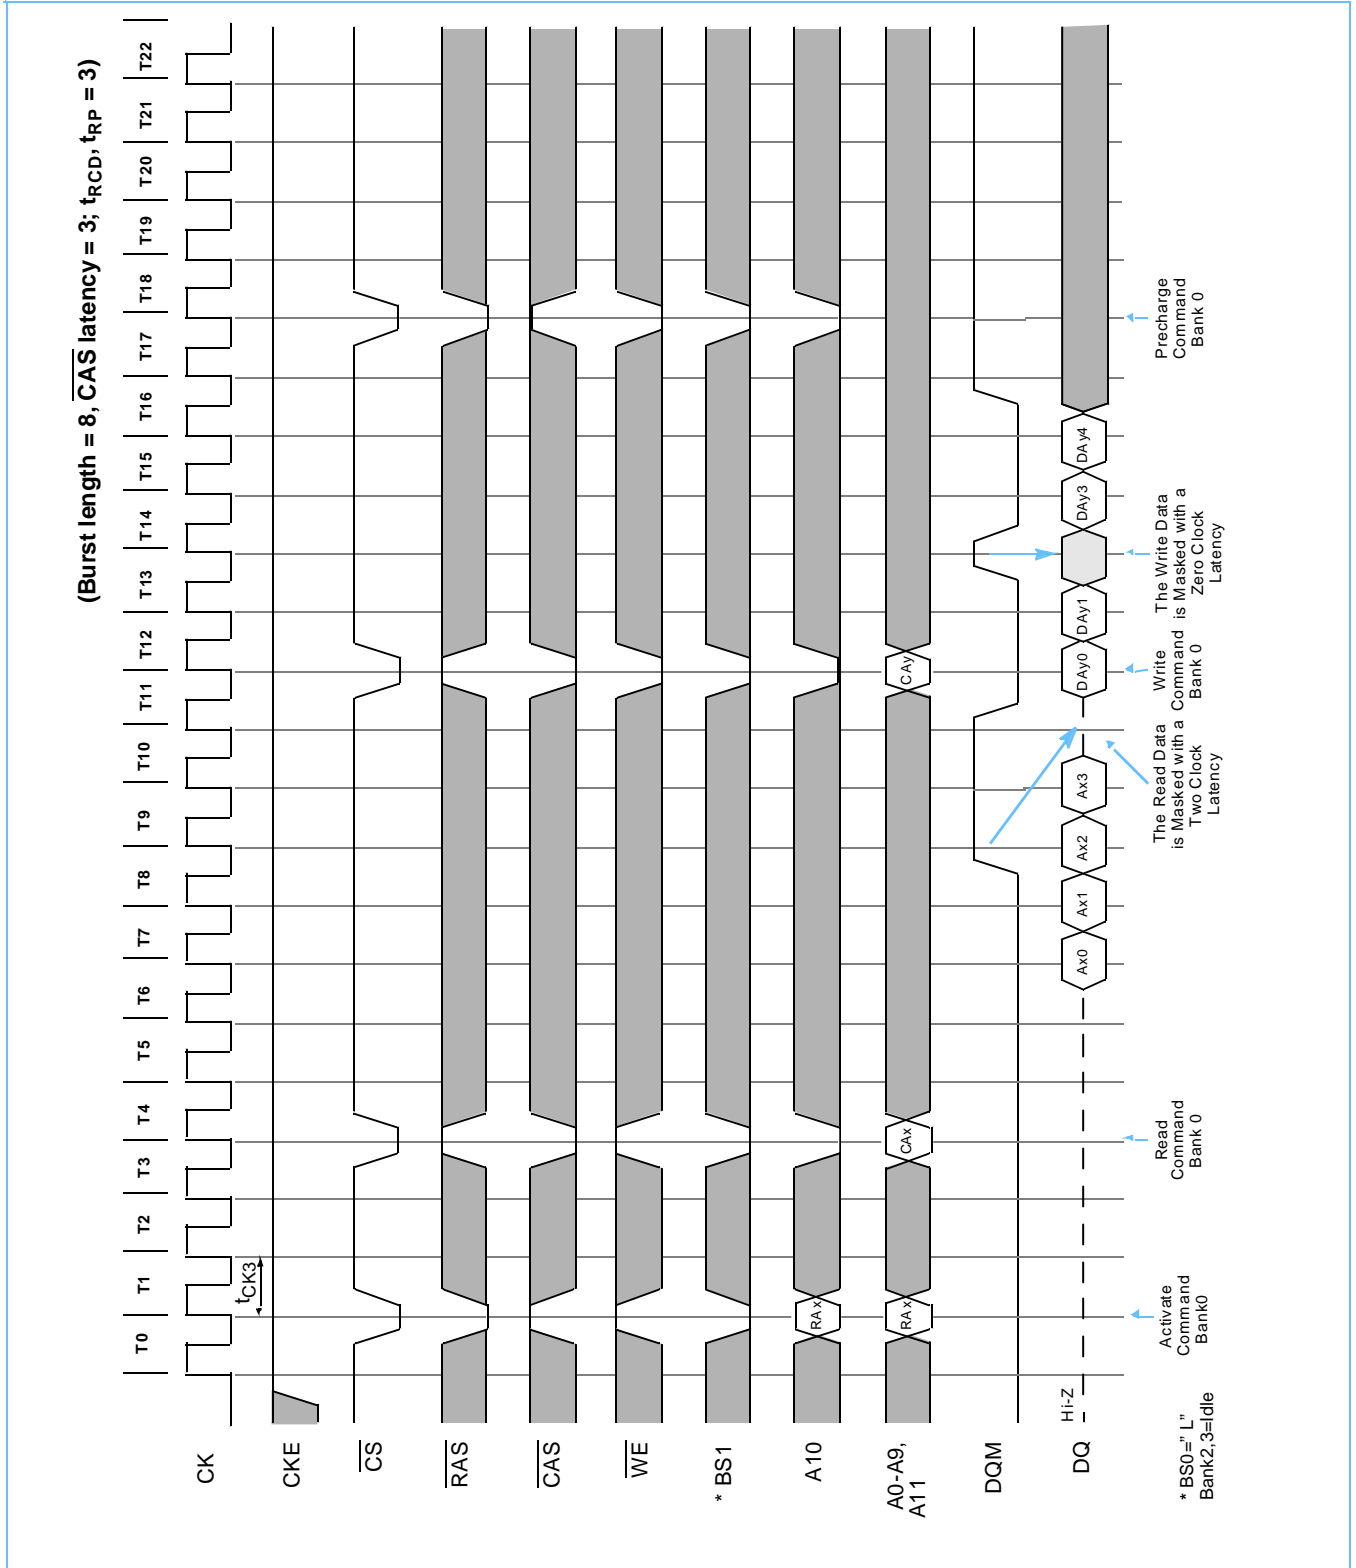 (Burst length = 8, CAS latency = 3; tRCD, tRP = 3)
T0 T1 T2 T3 T4 T5 T6 T7 T8 T9 T10 T11 T12 T13 T14 T15 T16 T17 T18 T19 T20 T21 T22
CK
tCK3
CKE
CS
RAS
CAS
WE
* BS1
A10
RAx
A0-A9,
A11
RAx CAx CAy
DQM
DQ
Hi-Z
Ax0 Ax1 Ax2 Ax3 DAy0 DAy1 DAy3 DAy4
* BS0="L"
Bank2,3=Idle
Activate
Command
Bank0
Read
Command
Bank 0
The Read Data
is Masked with a
Two Clock
Latency
Write
Command
Bank 0
The Write Data
is Masked with a
Zero Clock
Latency
Precharge
Command
Bank 0